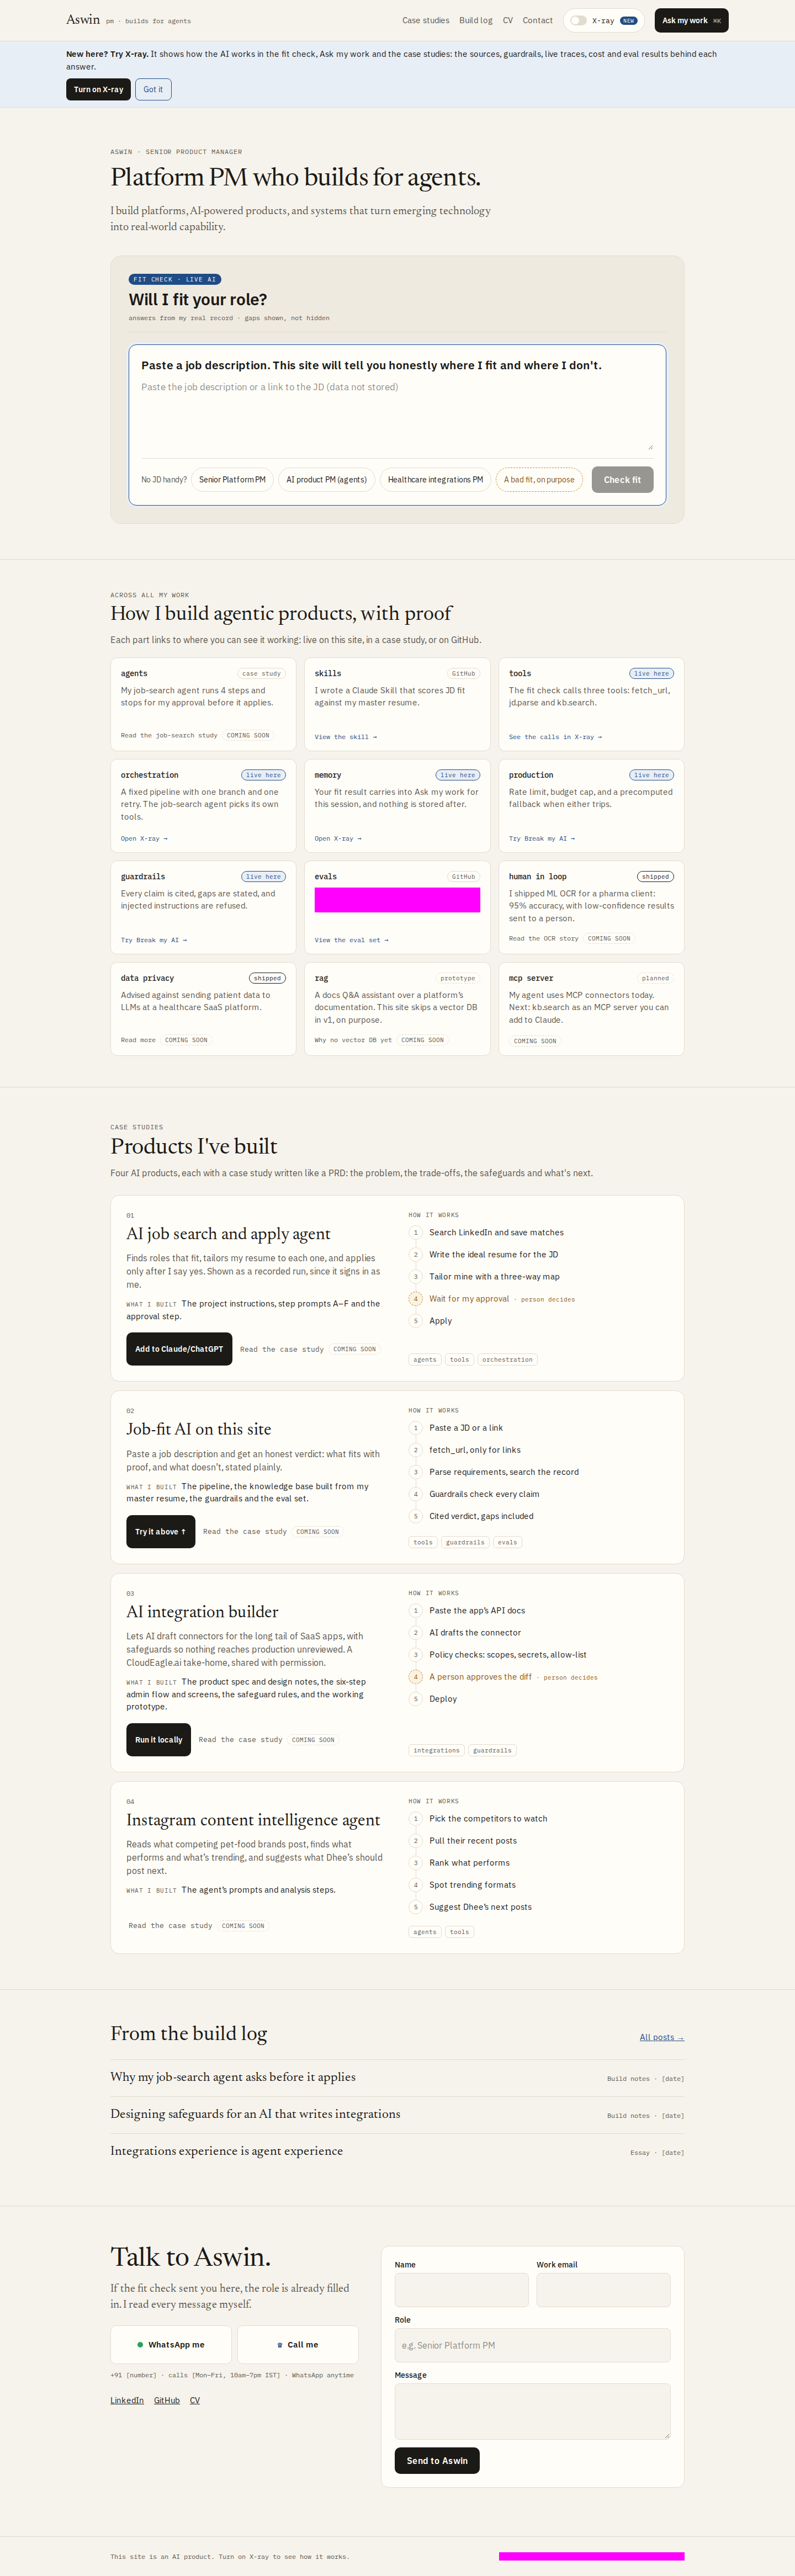 Aswin pm · builds for agents
Case studies Build log CV Contact X-ray NEW Ask my work ⌘K
New here? Try X-ray. It shows how the AI works in the fit check, Ask my work and the case studies: the sources, guardrails, live traces, cost and eval results behind each
answer.
Turn on X-ray Got it
ASWIN · SENIOR PRODUCT MANAGER
Platform PM who builds for agents.
I build platforms, AI-powered products, and systems that turn emerging technology
into real-world capability.
FIT CHECK · LIVE AI
Will I fit your role?
answers from my real record · gaps shown, not hidden
Paste a job description. This site will tell you honestly where I fit and where I don't.
Paste the job description or a link to the JD (data not stored)
No JD handy? Senior Platform PM AI product PM (agents) Healthcare integrations PM A bad fit, on purpose Check fit
ACROSS ALL MY WORK
How I build agentic products, with proof
Each part links to where you can see it working: live on this site, in a case study, or on GitHub.
agents case study
My job-search agent runs 4 steps and
stops for my approval before it applies.
Read the job-search study COMING SOON
skills GitHub
I wrote a Claude Skill that scores JD fit
against my master resume.
View the skill →
tools live here
The fit check calls three tools: fetch_url,
jd.parse and kb.search.
See the calls in X-ray →
orchestration live here
A fixed pipeline with one branch and one
retry. The job-search agent picks its own
tools.
Open X-ray →
memory live here
Your fit result carries into Ask my work for
this session, and nothing is stored after.
Open X-ray →
production live here
Rate limit, budget cap, and a precomputed
fallback when either trips.
Try Break my AI →
guardrails live here
Every claim is cited, gaps are stated, and
injected instructions are refused.
Try Break my AI →
evals GitHub
View the eval set →
human in loop shipped
I shipped ML OCR for a pharma client:
95% accuracy, with low-confidence results
sent to a person.
Read the OCR story COMING SOON
data privacy shipped
Advised against sending patient data to
LLMs at a healthcare SaaS platform.
Read more COMING SOON
rag prototype
A docs Q&A assistant over a platform's
documentation. This site skips a vector DB
in v1, on purpose.
Why no vector DB yet COMING SOON
mcp server planned
My agent uses MCP connectors today.
Next: kb.search as an MCP server you can
add to Claude.
COMING SOON
CASE STUDIES
Products I've built
Four AI products, each with a case study written like a PRD: the problem, the trade-offs, the safeguards and what's next.
01
AI job search and apply agent
Finds roles that fit, tailors my resume to each one, and applies
only after I say yes. Shown as a recorded run, since it signs in as
me.
WHAT I BUILT The project instructions, step prompts A–F and the
approval step.
Add to Claude/ChatGPT Read the case study COMING SOON
HOW IT WORKS
1 Search LinkedIn and save matches
2 Write the ideal resume for the JD
3 Tailor mine with a three-way map
4 Wait for my approval · person decides
5 Apply
agents tools orchestration
02
Job-fit AI on this site
Paste a job description and get an honest verdict: what fits with
proof, and what doesn't, stated plainly.
WHAT I BUILT The pipeline, the knowledge base built from my
master resume, the guardrails and the eval set.
Try it above ↑ Read the case study COMING SOON
HOW IT WORKS
1 Paste a JD or a link
2 fetch_url, only for links
3 Parse requirements, search the record
4 Guardrails check every claim
5 Cited verdict, gaps included
tools guardrails evals
03
AI integration builder
Lets AI draft connectors for the long tail of SaaS apps, with
safeguards so nothing reaches production unreviewed. A
CloudEagle.ai take-home, shared with permission.
WHAT I BUILT The product spec and design notes, the six-step
admin flow and screens, the safeguard rules, and the working
prototype.
Run it locally Read the case study COMING SOON
HOW IT WORKS
1 Paste the app's API docs
2 AI drafts the connector
3 Policy checks: scopes, secrets, allow-list
4 A person approves the diff · person decides
5 Deploy
integrations guardrails
04
Instagram content intelligence agent
Reads what competing pet-food brands post, finds what
performs and what's trending, and suggests what Dhee's should
post next.
WHAT I BUILT The agent's prompts and analysis steps.
Read the case study COMING SOON
HOW IT WORKS
1 Pick the competitors to watch
2 Pull their recent posts
3 Rank what performs
4 Spot trending formats
5 Suggest Dhee's next posts
agents tools
From the build log
All posts →
Why my job-search agent asks before it applies Build notes · [date]
Designing safeguards for an AI that writes integrations Build notes · [date]
Integrations experience is agent experience Essay · [date]
Talk to Aswin.
If the fit check sent you here, the role is already filled
in. I read every message myself.
WhatsApp me ☎ Call me
+91 [number] · calls [Mon–Fri, 10am–7pm IST] · WhatsApp anytime
LinkedIn GitHub CV
Name Work email
Role
e.g. Senior Platform PM
Message
Send to Aswin
This site is an AI product. Turn on X-ray to see how it works.